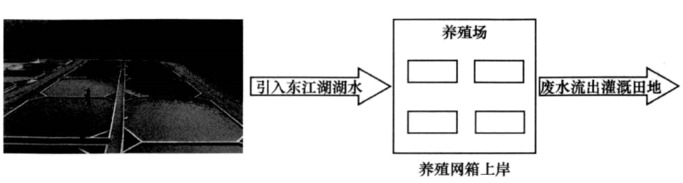 养殖场
引入东江湖湖水
废水流出灌溉田地
养殖网箱上岸